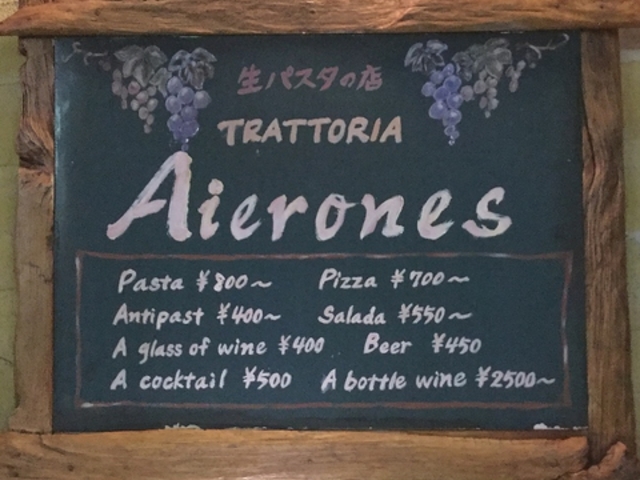 生パスタの店
TRATTORIA
Aierones
Pasta ¥800～ Pizza ¥700～
Antipast ¥400～ Salada ¥550～
A glass of wine ¥400 Beer ¥450
A cocktail ¥500 A bottle wine ¥2500～